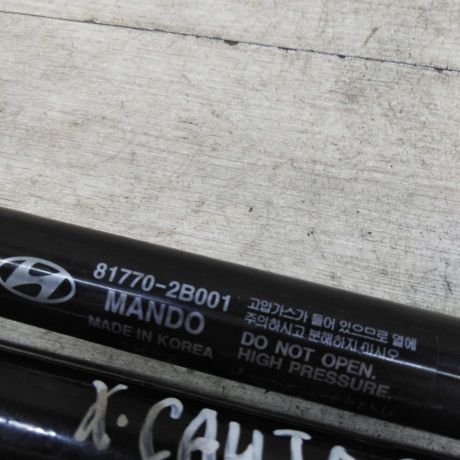 81770-2B001
MANDO
MADE IN KOREA
고압가스가 들어 있으므로 열에
주의하시고 분해하지 마시오
DO NOT OPEN.
HIGH PRESSURE.
Х. САНТА